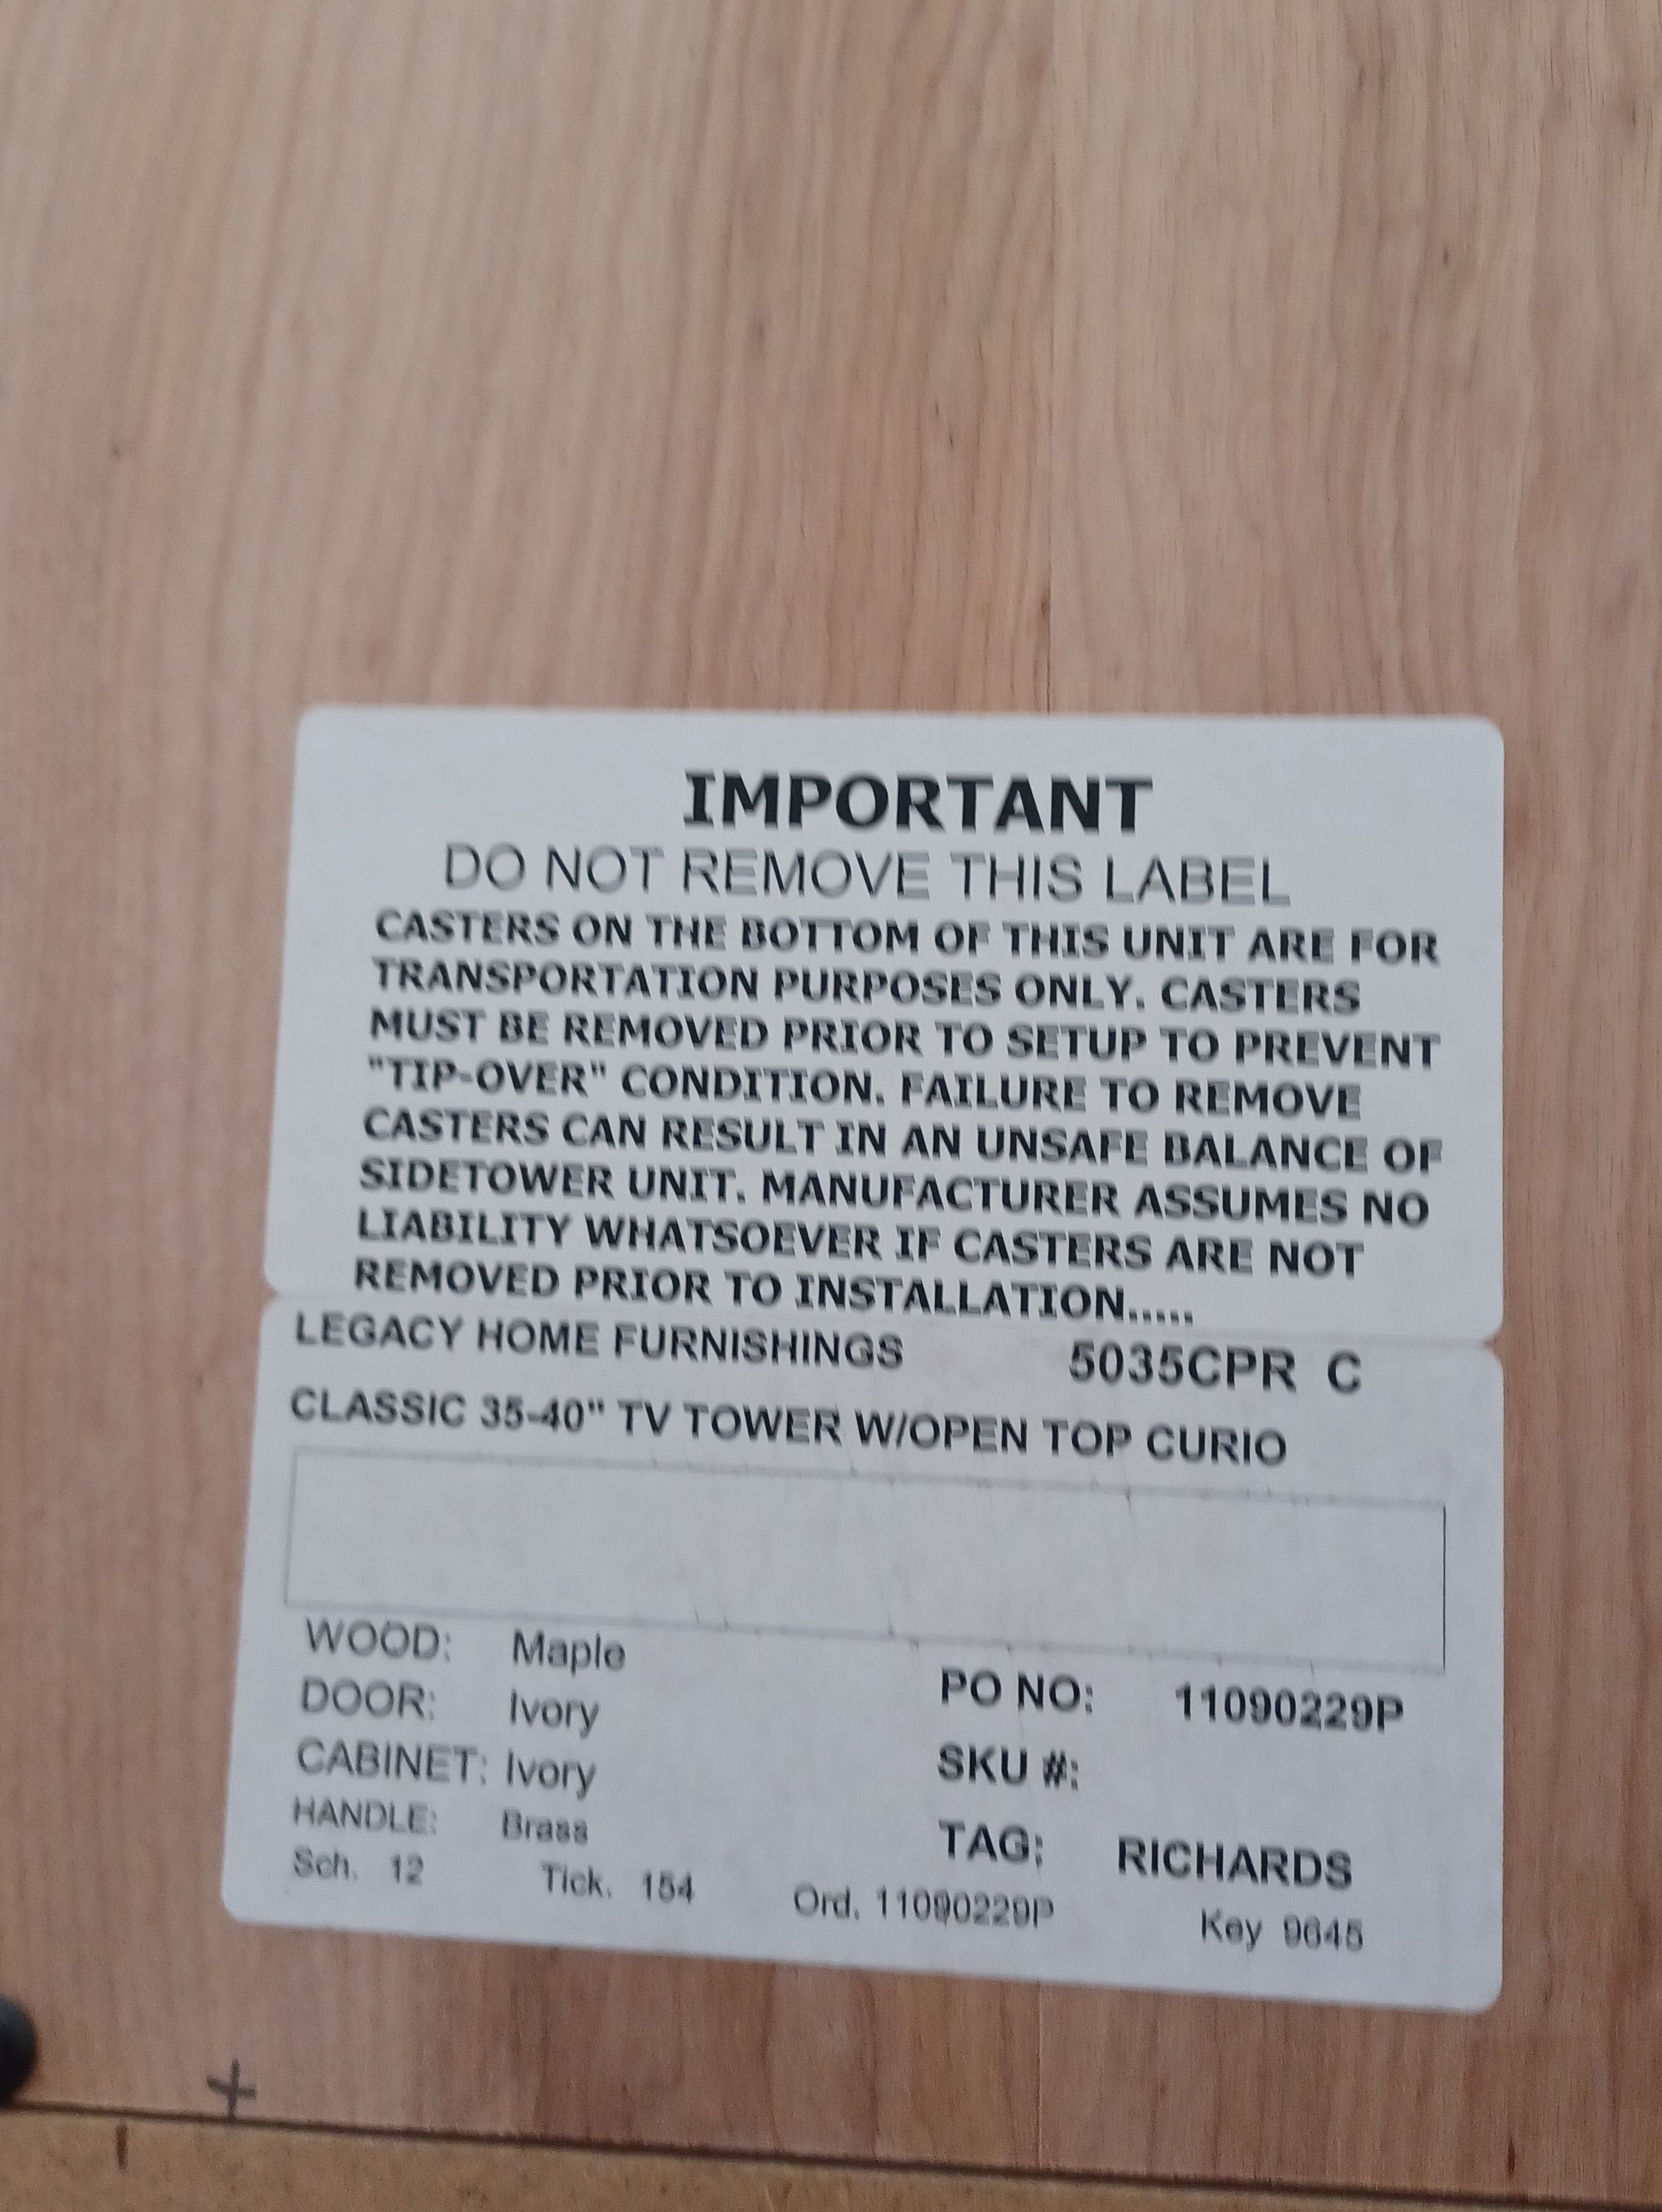 IMPORTANT
DO NOT REMOVE THIS LABEL
CASTERS ON THE BOTTOM OF THIS UNIT ARE FOR
TRANSPORTATION PURPOSES ONLY. CASTERS
MUST BE REMOVED PRIOR TO SETUP TO PREVENT
"TIP-OVER" CONDITION. FAILURE TO REMOVE
CASTERS CAN RESULT IN AN UNSAFE BALANCE OF
SIDETOWER UNIT. MANUFACTURER ASSUMES NO
LIABILITY WHATSOEVER IF CASTERS ARE NOT
REMOVED PRIOR TO INSTALLATION.....
LEGACY HOME FURNISHINGS 5035CPR C
CLASSIC 35-40" TV TOWER W/OPEN TOP CURIO
WOOD: Maple
DOOR: Ivory
CABINET: Ivory
HANDLE: Brass
PO NO: 11090229P
SKU #:
TAG: RICHARDS
Sch. 12 Tick. 154 Ord. 11090229P Key 9645